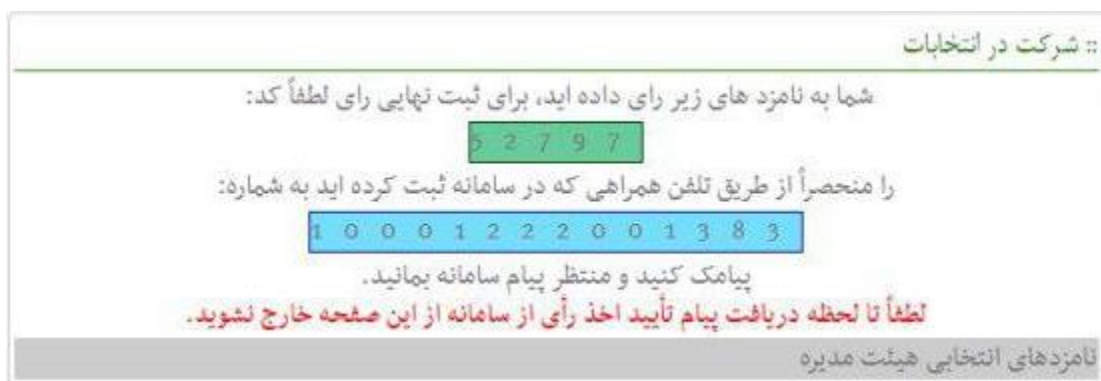 :: شرکت در انتخابات
شما به نامزد های زیر رای داده اید، برای ثبت نهایی رای لطفاً کد:
6 2 7 9 7
را منحصراً از طریق تلفن همراهی که در سامانه ثبت کرده اید به شماره:
1 0 0 0 1 2 2 2 0 0 1 3 8 3
پیامک کنید و منتظر پیام سامانه بمانید.
لطفاً تا لحظه دریافت پیام تأیید اخذ رأی از سامانه از این صفحه خارج نشوید.
نامزدهای انتخابی هیئت مدیره